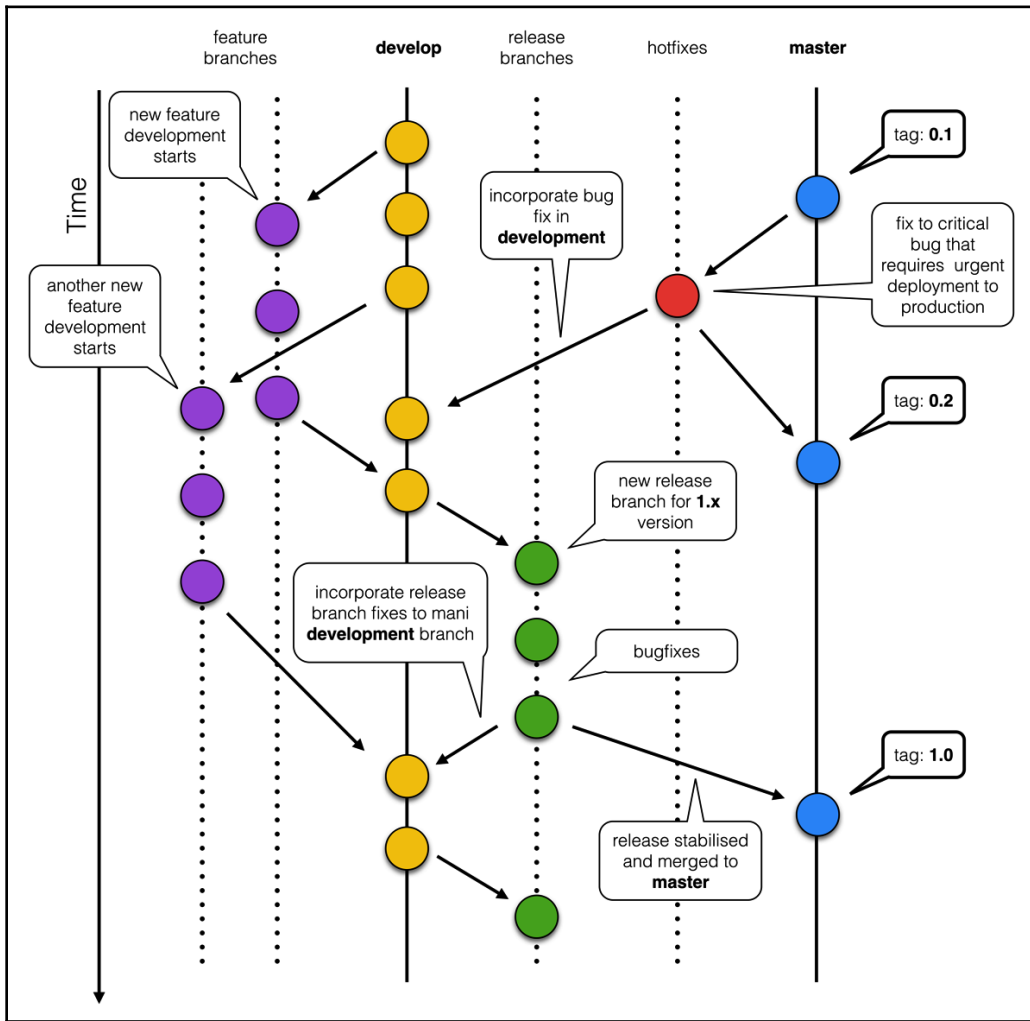 feature
branches
develop
release
branches
hotfixes
master
Time
new feature
development
starts
tag: 0.1
incorporate bug
fix in
development
fix to critical
bug that
requires urgent
deployment to
production
another new
feature
development
starts
tag: 0.2
new release
branch for 1.x
version
incorporate release
branch fixes to mani
development branch
bugfixes
tag: 1.0
release stabilised
and merged to
master